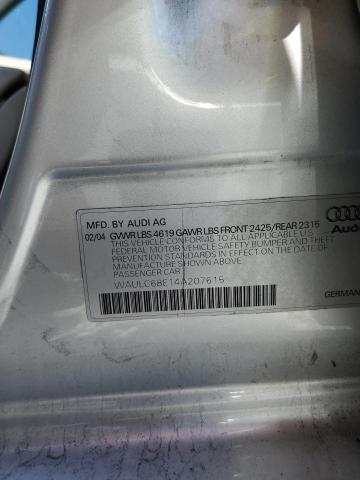 MFD. BY AUDI AG
02/04 GVWR LBS 4619 GAWR LBS FRONT 2425/REAR 2315
THIS VEHICLE CONFORMS TO ALL APPLICABLE U.S
FEDERAL MOTOR VEHICLE SAFETY BUMPER AND THEFT
PREVENTION STANDARDS IN EFFECT ON THE DATE OF
MANUFACTURE SHOWN ABOVE
PASSENGER CAR
WAULC68E14A207615
Audi
GERMAN